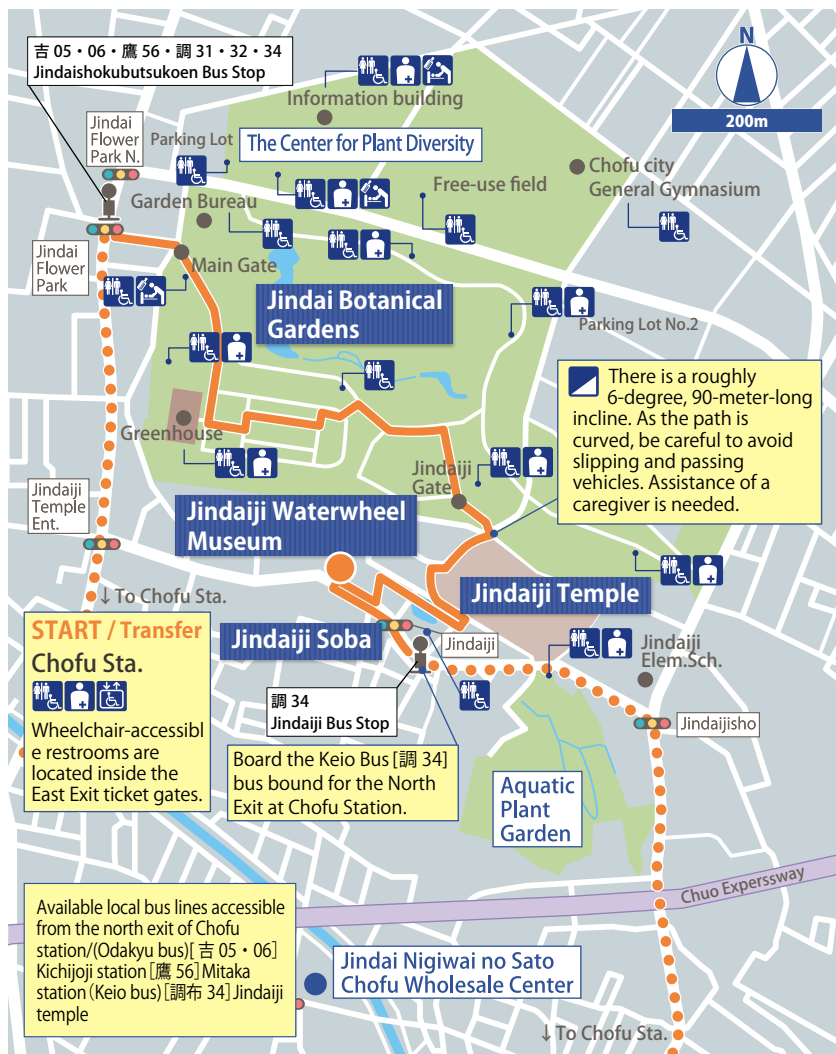 吉 05・06・鷹 56・調 31・32・34
Jindaishokubutsukoen Bus Stop
N
200m
Information building
Jindai
Flower
Park N.
Parking Lot
The Center for Plant Diversity
Chofu city
General Gymnasium
Free-use field
Garden Bureau
Jindai
Flower
Park
Main Gate
Jindai Botanical
Gardens
Parking Lot No.2
There is a roughly
6-degree, 90-meter-long
incline. As the path is
curved, be careful to avoid
slipping and passing
vehicles. Assistance of a
caregiver is needed.
Greenhouse
Jindaiji
Gate
Jindaiji
Temple
Ent.
Jindaiji Waterwheel
Museum
Jindaiji Temple
↓To Chofu Sta.
START / Transfer
Chofu Sta.
Wheelchair-accessibl
e restrooms are
located inside the
East Exit ticket gates.
Jindaiji Soba
Jindaiji
Jindaiji
Elem.Sch.
調 34
Jindaiji Bus Stop
Jindaijisho
Board the Keio Bus [調 34]
bus bound for the North
Exit at Chofu Station.
Aquatic
Plant
Garden
Chuo Experssway
Available local bus lines accessible
from the north exit of Chofu
station/(Odakyu bus)[ 吉 05・06]
Kichijoji station [鷹 56] Mitaka
station (Keio bus) [調布 34] Jindaiji
temple
Jindai Nigiwai no Sato
Chofu Wholesale Center
↓To Chofu Sta.